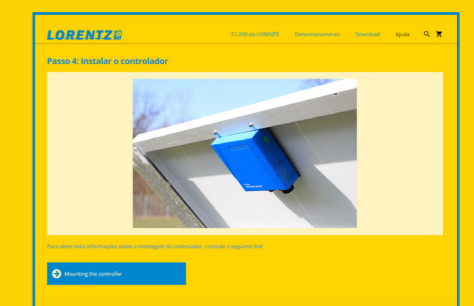 LORENTZ
S1-200 da LORENTZ Dimensionamento Download Ajuda
Passo 4: Instalar o controlador
Para obter mais informações sobre a montagem do controlador, consulte o seguinte link:
Mounting the controller